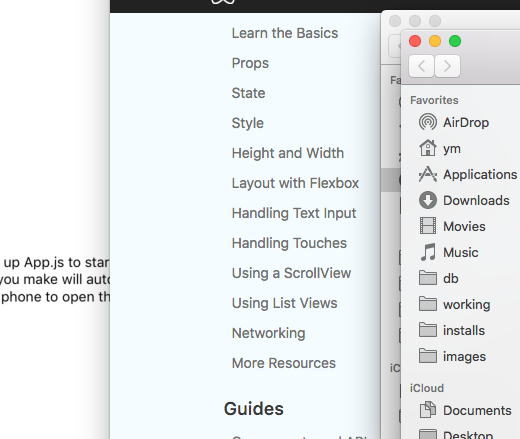 up App.js to star
you make will auto
phone to open th
Learn the Basics
Props
State
Style
Height and Width
Layout with Flexbox
Handling Text Input
Handling Touches
Using a ScrollView
Using List Views
Networking
More Resources
Guides
Fa
iC
Favorites
AirDrop
ym
Applications
Downloads
Movies
Music
db
working
installs
images
iCloud
Documents
Desktop